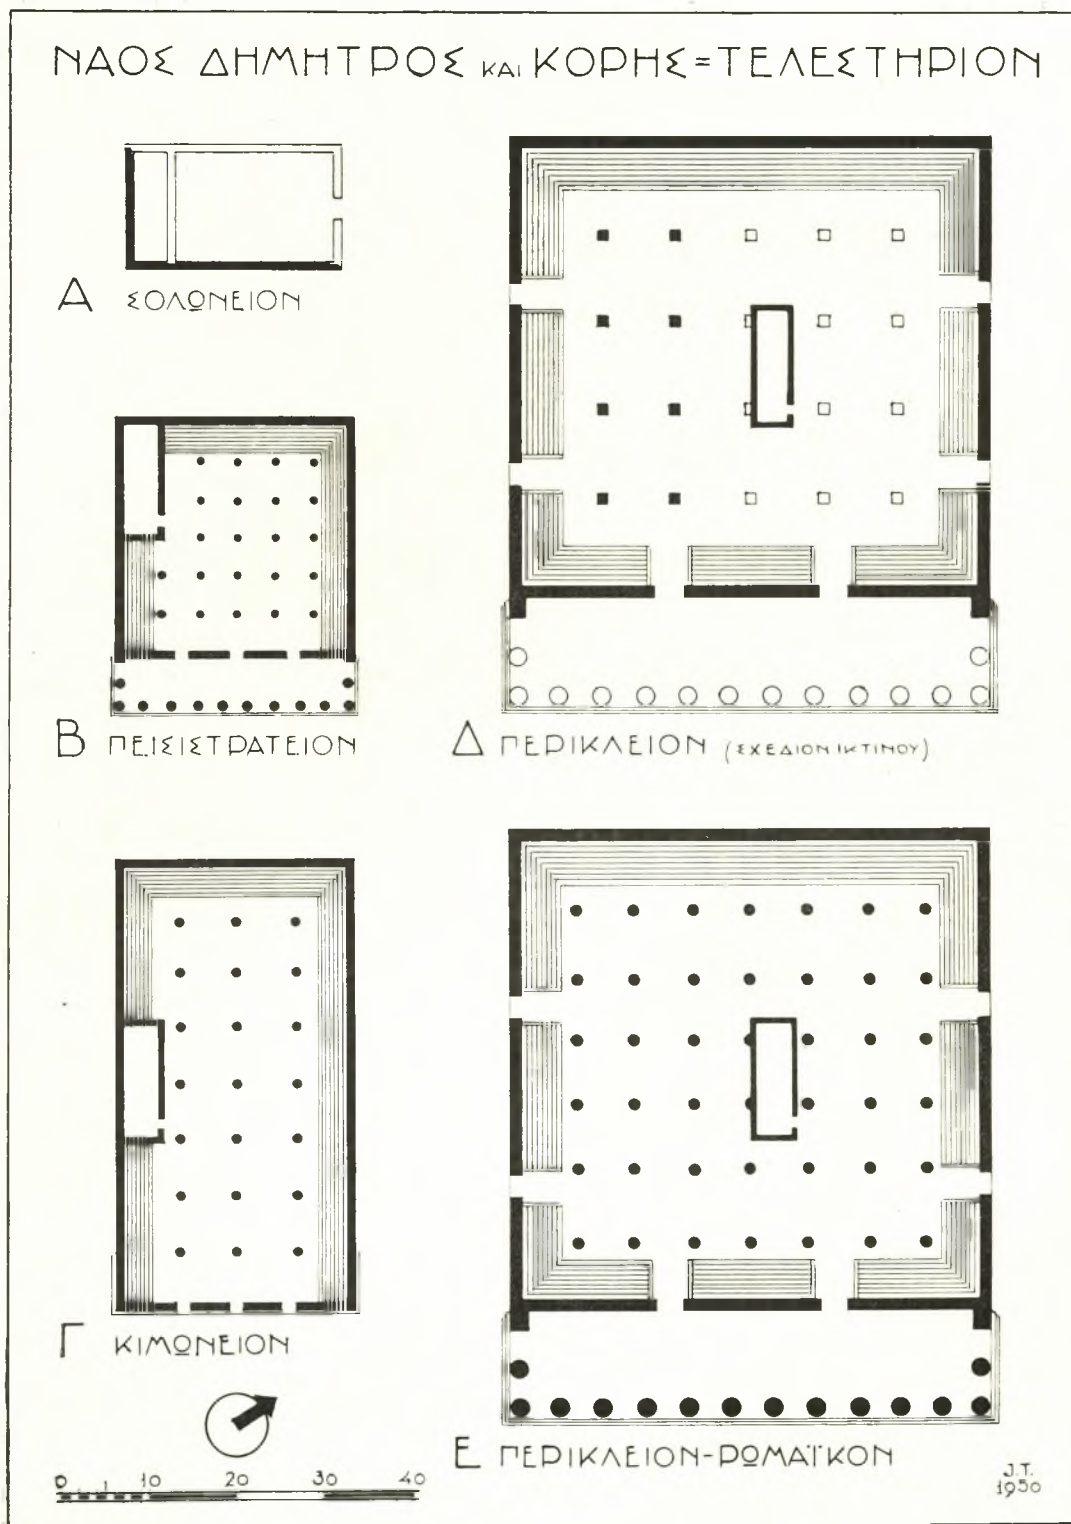 ΝΑΟΣ ΔΗΜΗΤΡΟΣ ΚΑΙ ΚΟΡΗΣ=ΤΕΛΕΣΤΗΡΙΟΝ
Α ΣΟΛΩΝΕΙΟΝ
Β ΠΕΙΣΙΣΤΡΑΤΕΙΟΝ
Δ ΠΕΡΙΚΛΕΙΟΝ (ΣΧΕΔΙΟΝ ΙΚΤΙΝΟΥ)
Γ ΚΙΜΩΝΕΙΟΝ
Ε ΠΕΡΙΚΛΕΙΟΝ-ΡΩΜΑΪΚΟΝ
0 10 20 30 40
J.T.
1950